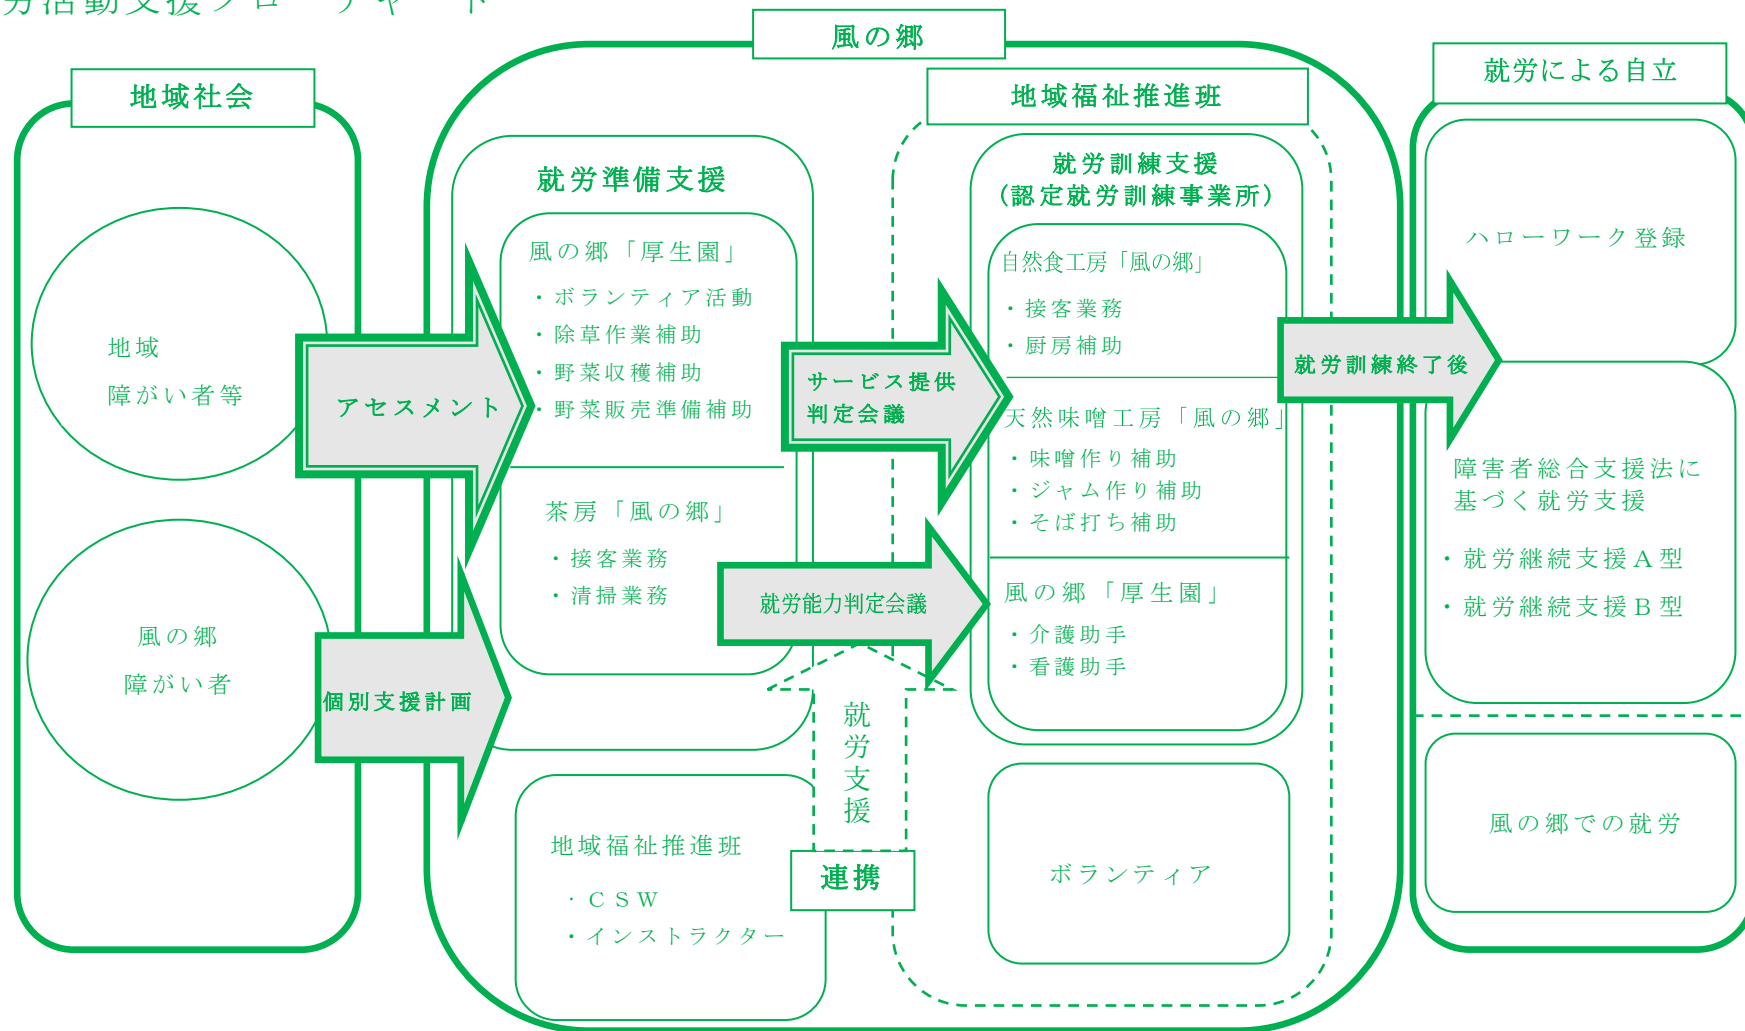 労活動支援フローチャート
風の郷
地域社会
地域
障がい者等
風の郷
障がい者
アセスメント
個別支援計画
就労準備支援
風の郷「厚生園」
・ボランティア活動
・除草作業補助
・野菜収穫補助
・野菜販売準備補助
茶房「風の郷」
・接客業務
・清掃業務
地域福祉推進班
・ＣＳＷ
・インストラクター
サービス提供
判定会議
就労能力判定会議
就労支援
連携
地域福祉推進班
就労訓練支援
（認定就労訓練事業所）
自然食工房「風の郷」
・接客業務
・厨房補助
天然味噌工房「風の郷」
・味噌作り補助
・ジャム作り補助
・そば打ち補助
風の郷「厚生園」
・介護助手
・看護助手
ボランティア
就労訓練終了後
就労による自立
ハローワーク登録
障害者総合支援法に
基づく就労支援
・就労継続支援Ａ型
・就労継続支援Ｂ型
風の郷での就労